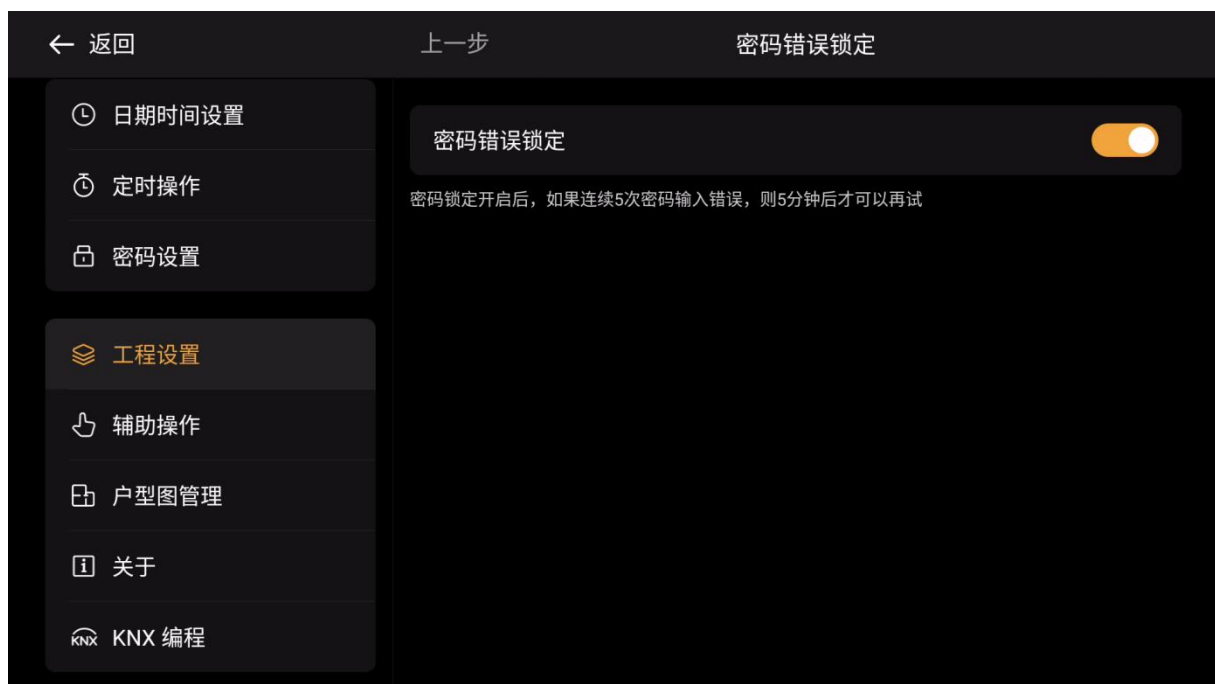 返回
上一步
密码错误锁定
日期时间设置
定时操作
密码设置
工程设置
辅助操作
户型图管理
关于
KNX KNX 编程
密码错误锁定
密码锁定开启后，如果连续5次密码输入错误，则5分钟后才可以再试